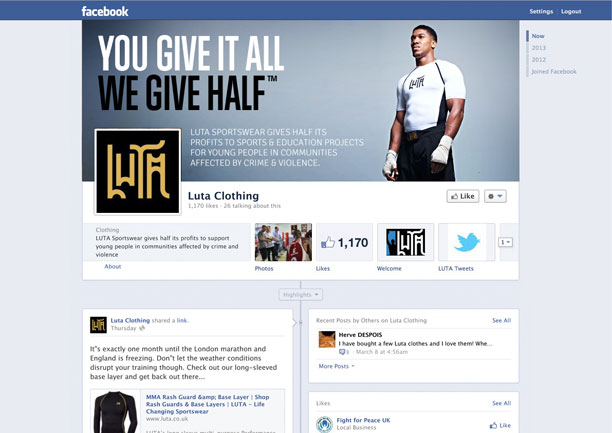 facebook
Settings Logout
YOU GIVE IT ALL
WE GIVE HALF™
LUTA
LUTA SPORTSWEAR GIVES HALF ITS
PROFITS TO SPORTS & EDUCATION PROJECTS
FOR YOUNG PEOPLE IN COMMUNITIES
AFFECTED BY CRIME & VIOLENCE.
LUTA
Now
2013
2012
Joined Facebook
Luta Clothing
1,170 likes · 26 talking about this
Like
Clothing
LUTA Sportswear gives half its profits to support
young people in communities affected by crime and
violence
About
1,170
LUTA
1
Photos
Likes
Welcome
LUTA Tweets
Highlights
LUTA
Luta Clothing shared a link.
Thursday
It"s exactly one month until the London marathon and
England is freezing. Don"t let the weather conditions
disrupt your training though. Check out our long-sleeved
base layer and get back out there...
MMA Rash Guard &amp; Base Layer | Shop
Rash Guards & Base Layers | LUTA - Life
Changing Sportswear
www.luta.co.uk
Recent Posts by Others on Luta Clothing
See All
Herve DESPOIS
I have bought a few Luta clothes and I love them! Whe...
3 · March 8 at 4:56am
More Posts
Likes
See All
Fight for Peace UK
Local Business
Like